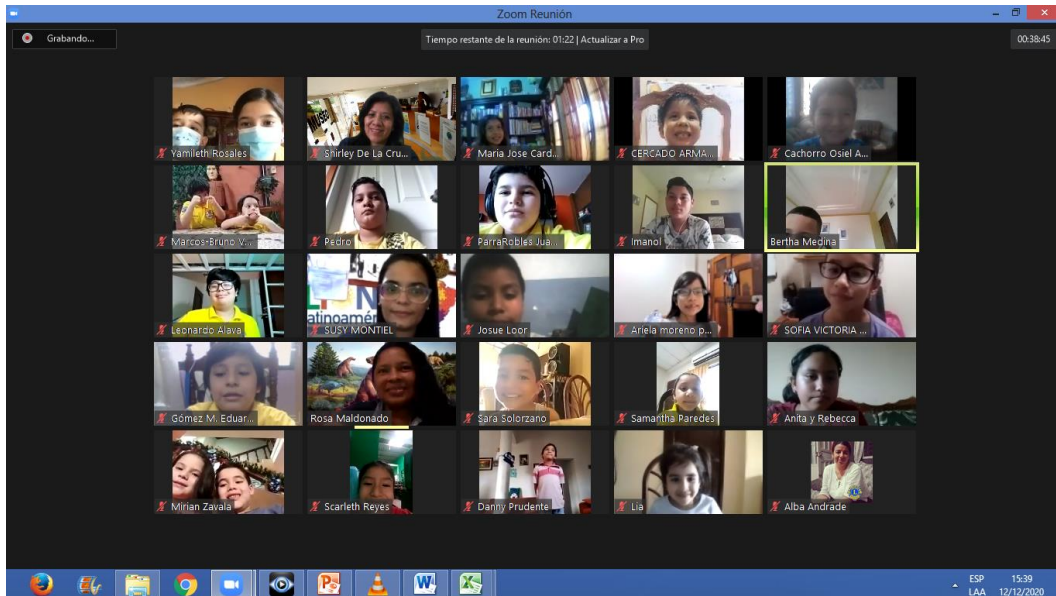 Zoom Reunión
Grabando...
Tiempo restante de la reunión: 01:22 | Actualizar a Pro
00:38:45
Yamileth Rosales
Shirley De La Cru...
Maria Jose Card...
CERCADO ARMA...
Cachorro Osiel A...
Marcos-Bruno V...
Pedro
ParraRobles Jua...
Imanol
Bertha Medina
Leonardo Alava
SUSY MONTIEL
atinoamér
Josue Loor
Ariela moreno p...
SOFIA VICTORIA ...
Gómez M. Eduar...
Rosa Maldonado
Sara Solorzano
Samantha Paredes
Anita y Rebecca
Mirian Zavala
Scarleth Reyes
Danny Prudente
Lia
Alba Andrade
ESP 15:39
LAA 12/12/2020